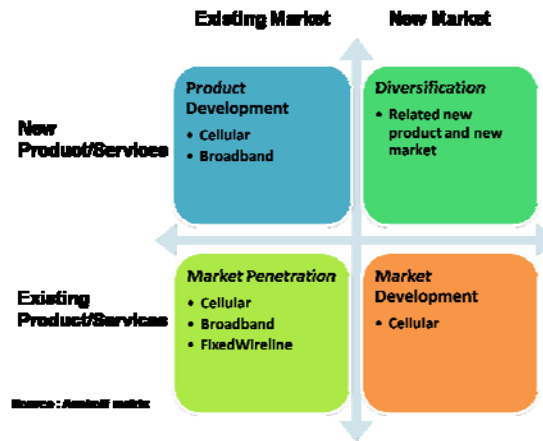 Existing Market
New Market
New
Product/Services
Product
Development
• Cellular
• Broadband
Diversification
• Related new
product and new
market
Existing
Product/Services
Market Penetration
• Cellular
• Broadband
• FixedWireline
Market
Development
• Cellular
Source : Ansoff matrix